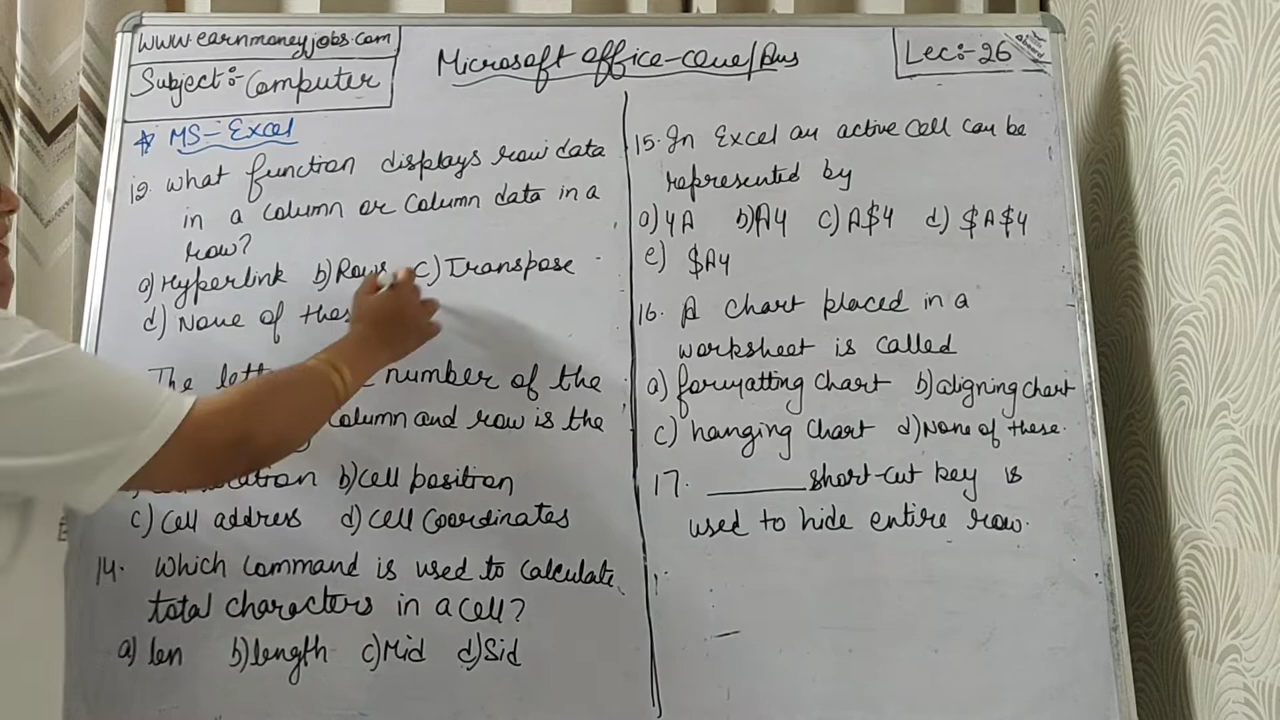 www.earnmoneyjobs.com
Subject:- Computer
Microsoft office-
Lec:-26
☆ MS-Excel
12. What function displays row data
in a column or column data in a
row?
a) Hyperlink b) Rows c) Transpose
d) None of
The number of the
column and row is the
b) cell position
c) Cell address d) Cell Coordinates
14. Which command is used to calculate
total characters in a cell?
a) len b) length c) Mid d) Sid
15. In Excel an active cell can be
represented by
a) 4A b) A4 c) A$4 d) $A$4
e) $A4
16. A chart placed in a
worksheet is called
a) formatting chart b) aligning chart
c) hanging chart d) None of these.
17. ______ short-cut key is
used to hide entire row.